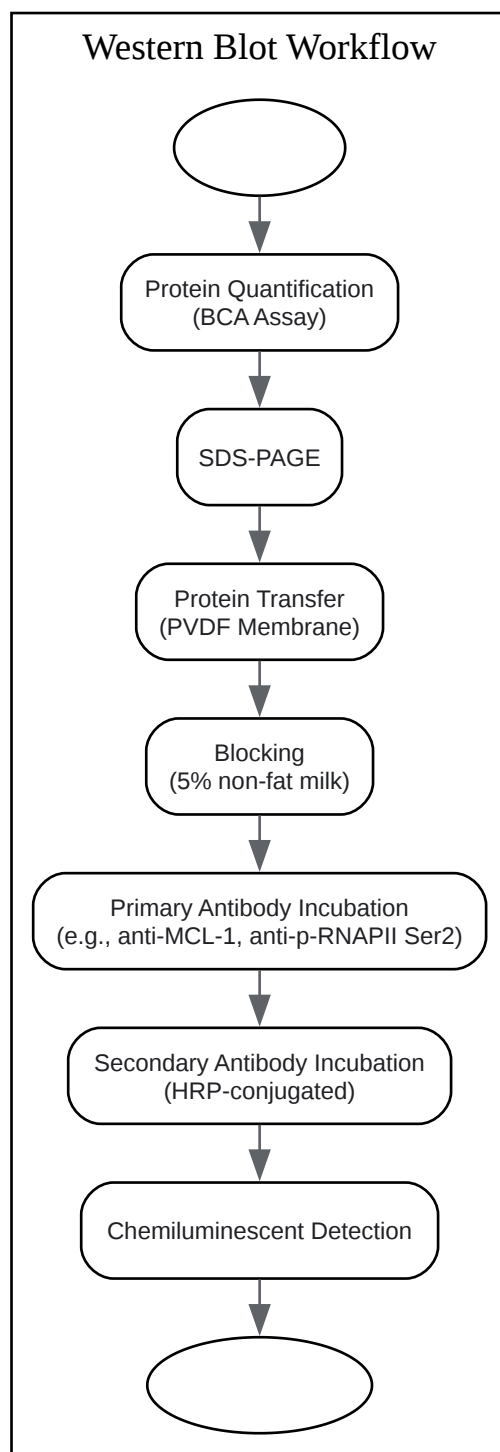 Western Blot Workflow
Protein Quantification
(BCA Assay)
SDS-PAGE
Protein Transfer
(PVDF Membrane)
Blocking
(5% non-fat milk)
Primary Antibody Incubation
(e.g., anti-MCL-1, anti-p-RNAPII Ser2)
Secondary Antibody Incubation
(HRP-conjugated)
Chemiluminescent Detection